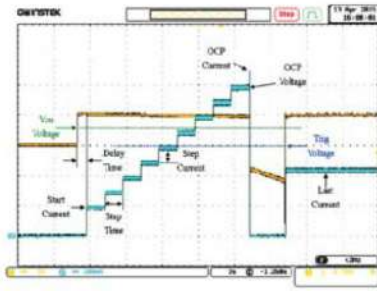 GWINSTEK
Stop
OCP
Current
OCP
Voltage
Von
Voltage
Delay
Time
Step
Current
Trig
Voltage
Start
Current
Step
Time
Last
Current